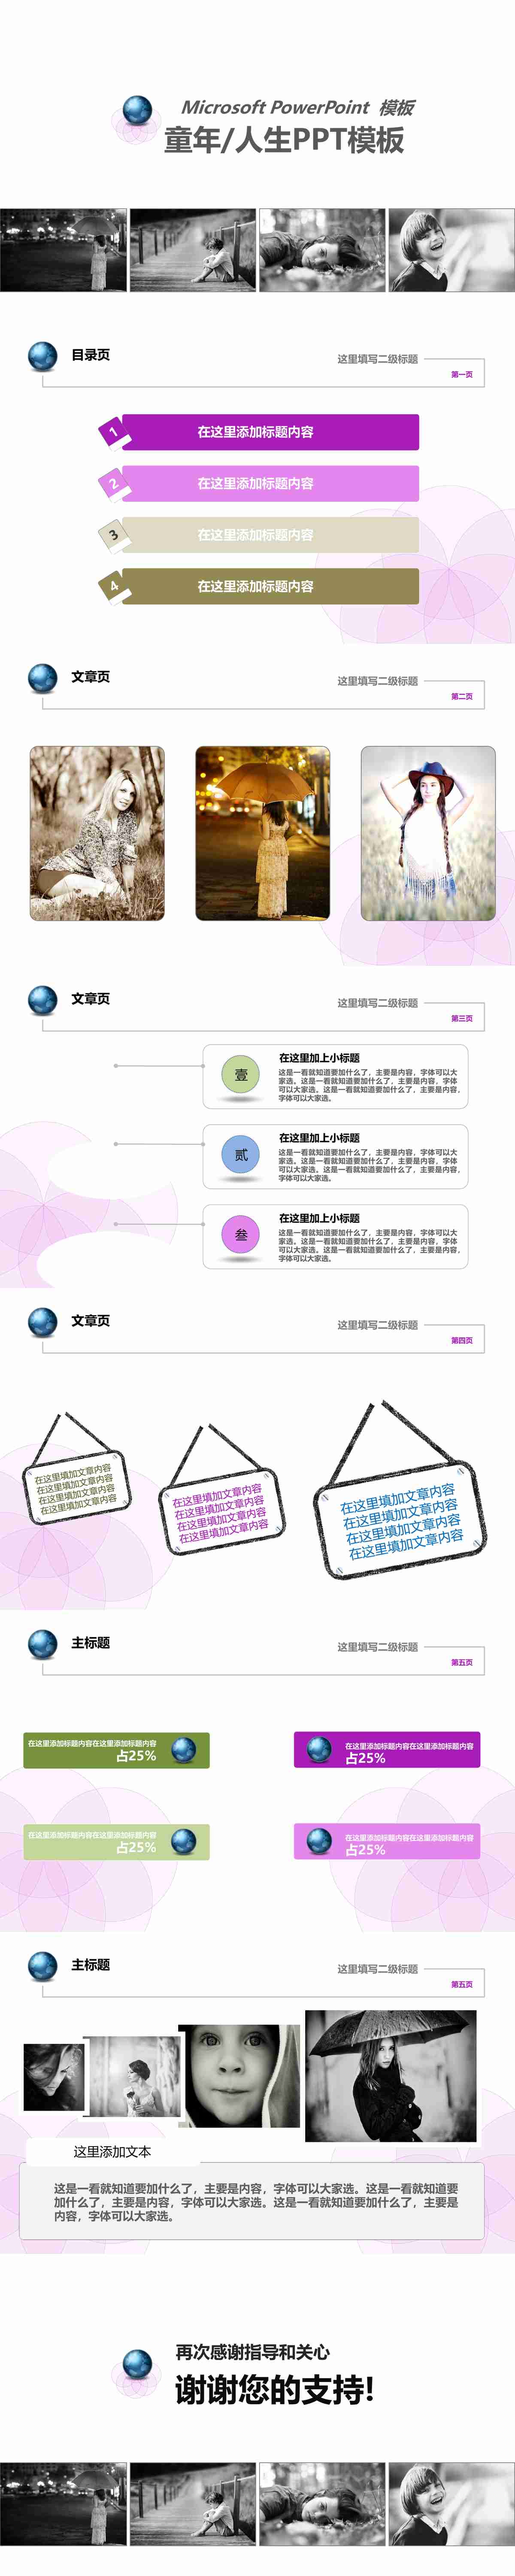 Microsoft PowerPoint 模板
童年/人生PPT模板
目录页
这里填写二级标题
第一页
1
在这里添加标题内容
2
在这里添加标题内容
3
在这里添加标题内容
4
在这里添加标题内容
文章页
这里填写二级标题
第二页
文章页
这里填写二级标题
第三页
壹
在这里加上小标题
这是一看就知道要加什么了，主要是内容，字体可以大
家选。这是一看就知道要加什么了，主要是内容，字体
可以大家选。这是一看就知道要加什么了，主要是内容，
字体可以大家选。
贰
在这里加上小标题
这是一看就知道要加什么了，主要是内容，字体可以大
家选。这是一看就知道要加什么了，主要是内容，字体
可以大家选。这是一看就知道要加什么了，主要是内容，
字体可以大家选。
叁
在这里加上小标题
这是一看就知道要加什么了，主要是内容，字体可以大
家选。这是一看就知道要加什么了，主要是内容，字体
可以大家选。这是一看就知道要加什么了，主要是内容，
字体可以大家选。
文章页
这里填写二级标题
第四页
在这里填加文章内容
在这里填加文章内容
在这里填加文章内容
在这里填加文章内容
在这里填加文章内容
在这里填加文章内容
在这里填加文章内容
在这里填加文章内容
在这里填加文章内容
在这里填加文章内容
在这里填加文章内容
在这里填加文章内容
主标题
这里填写二级标题
第五页
在这里添加标题内容在这里添加标题内容
占25%
在这里添加标题内容在这里添加标题内容
占25%
在这里添加标题内容在这里添加标题内容
占25%
在这里添加标题内容在这里添加标题内容
占25%
主标题
这里填写二级标题
第五页
这里添加文本
这是一看就知道要加什么了，主要是内容，字体可以大家选。这是一看就知道要
加什么了，主要是内容，字体可以大家选。这是一看就知道要加什么了，主要是
内容，字体可以大家选。
再次感谢指导和关心
谢谢您的支持!